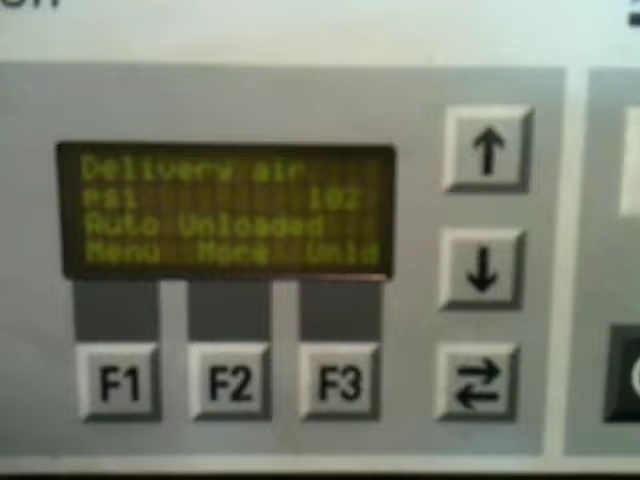 Delivery air
psi 102
Auto Unloaded
Menu More Unld
F1 F2 F3